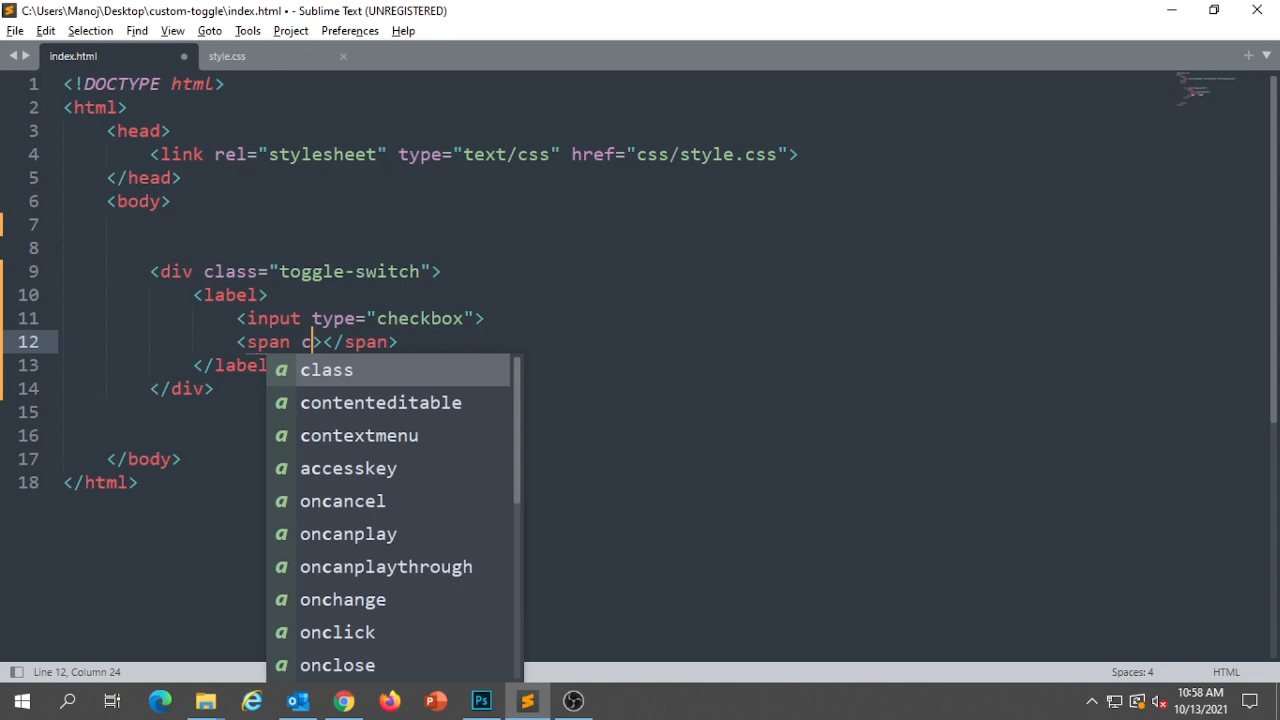 C:\Users\Manoj\Desktop\custom-toggle\index.html • - Sublime Text (UNREGISTERED)
File Edit Selection Find View Goto Tools Project Preferences Help
index.html style.css
1 <!DOCTYPE html>
2 <html>
3 <head>
4 <link rel="stylesheet" type="text/css" href="css/style.css">
5 </head>
6 <body>
7
8
9 <div class="toggle-switch">
10 <label>
11 <input type="checkbox">
12 <span c></span>
13 </label
14 </div>
15
16
17 </body>
18 </html>
a class
a contenteditable
a contextmenu
a accesskey
a oncancel
a oncanplay
a oncanplaythrough
a onchange
a onclick
a onclose
Line 12, Column 24 Spaces: 4 HTML
10:58 AM
10/13/2021